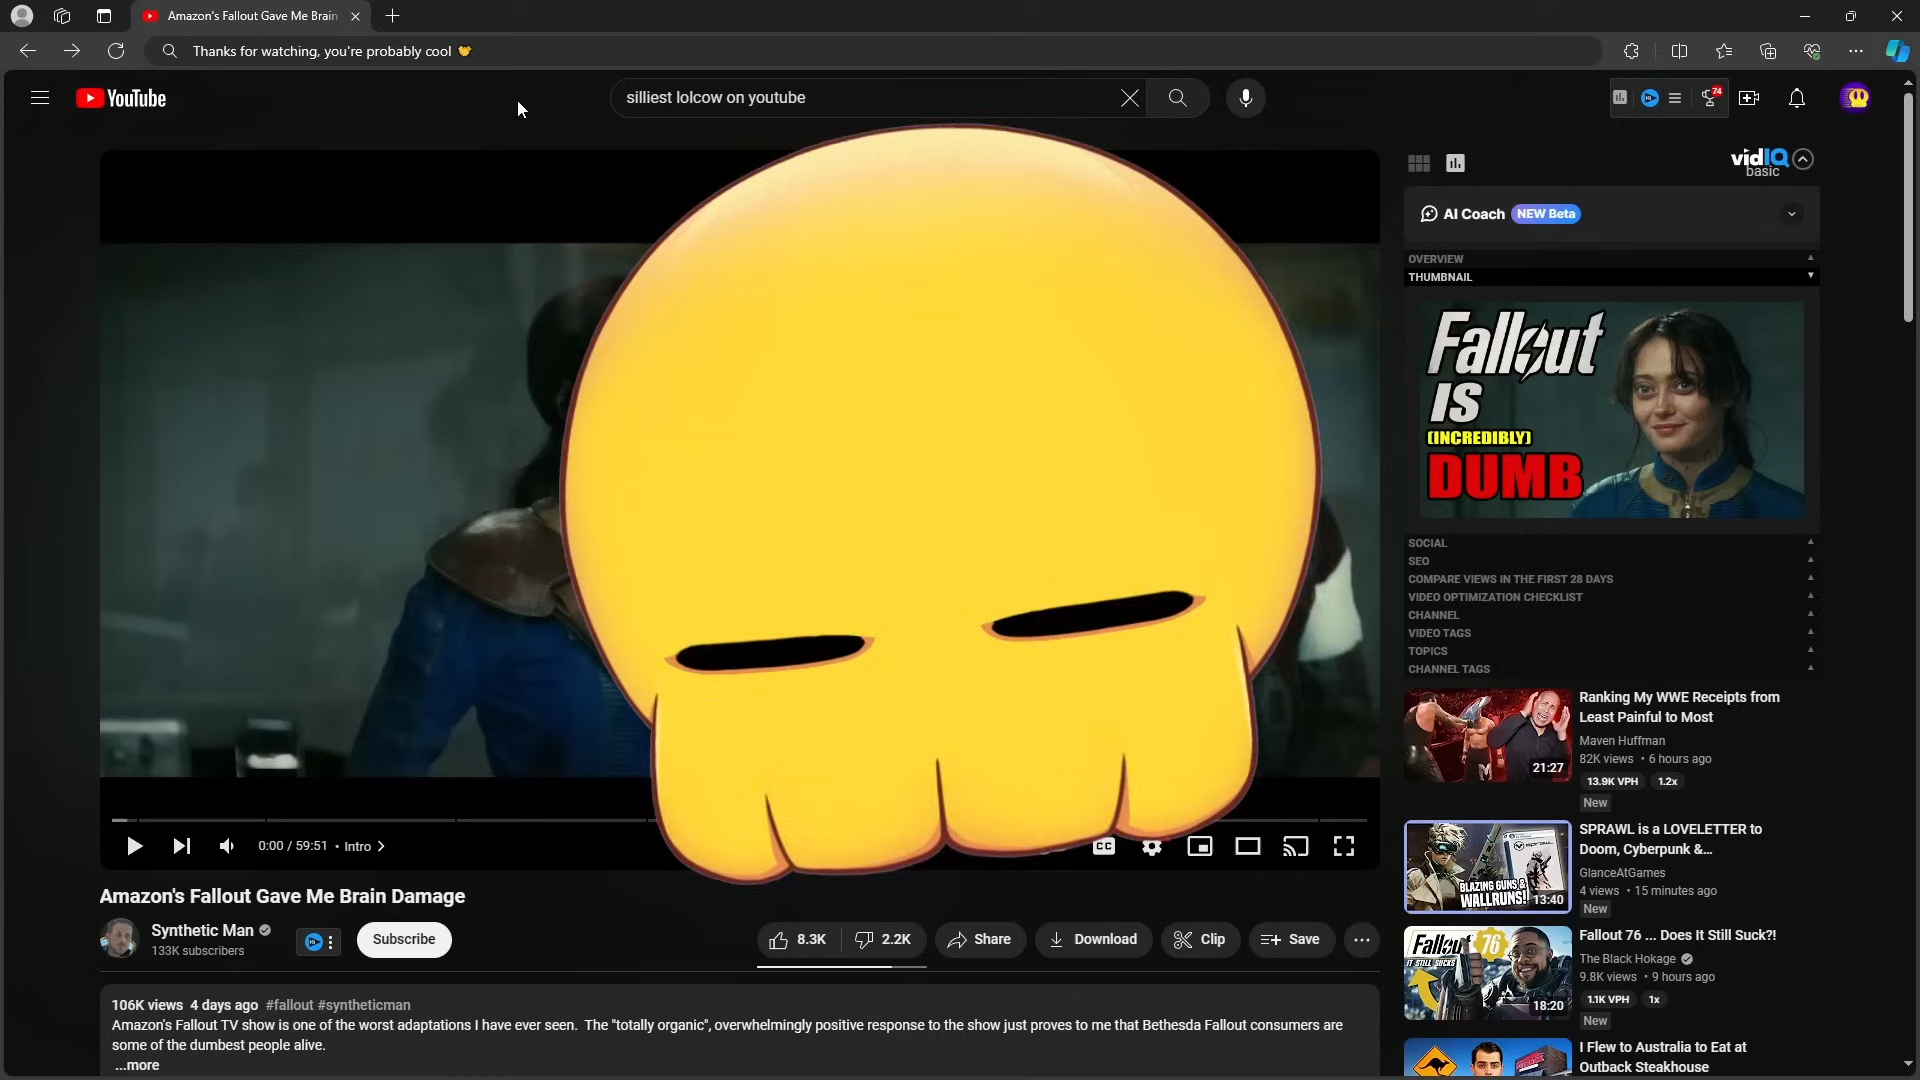 Amazon's Fallout Gave Me Brain
Thanks for watching, you're probably cool
YouTube
silliest lolcow on youtube
74
vidIQ
basic
AI Coach NEW Beta
OVERVIEW
THUMBNAIL
Fallout
IS
(INCREDIBLY)
DUMB
SOCIAL
SEO
COMPARE VIEWS IN THE FIRST 28 DAYS
VIDEO OPTIMIZATION CHECKLIST
CHANNEL
VIDEO TAGS
TOPICS
CHANNEL TAGS
0:00 / 59:51 • Intro
CC
Amazon's Fallout Gave Me Brain Damage
Synthetic Man
133K subscribers
Subscribe
8.3K
2.2K
Share
Download
Clip
Save
106K views 4 days ago #fallout #syntheticman
Amazon's Fallout TV show is one of the worst adaptations I have ever seen. The "totally organic", overwhelmingly positive response to the show just proves to me that Bethesda Fallout consumers are
some of the dumbest people alive.
...more
21:27
Ranking My WWE Receipts from
Least Painful to Most
Maven Huffman
82K views • 6 hours ago
13.9K VPH 1.2x
New
BLAZING GUNS &
WALLRUNS!
13:40
SPRAWL is a LOVELETTER to
Doom, Cyberpunk &...
GlanceAtGames
4 views • 15 minutes ago
New
Fallout 76
IT STILL SUCKS
18:20
Fallout 76 ... Does It Still Suck?!
The Black Hokage
9.8K views • 9 hours ago
1.1K VPH 1x
New
I Flew to Australia to Eat at
Outback Steakhouse